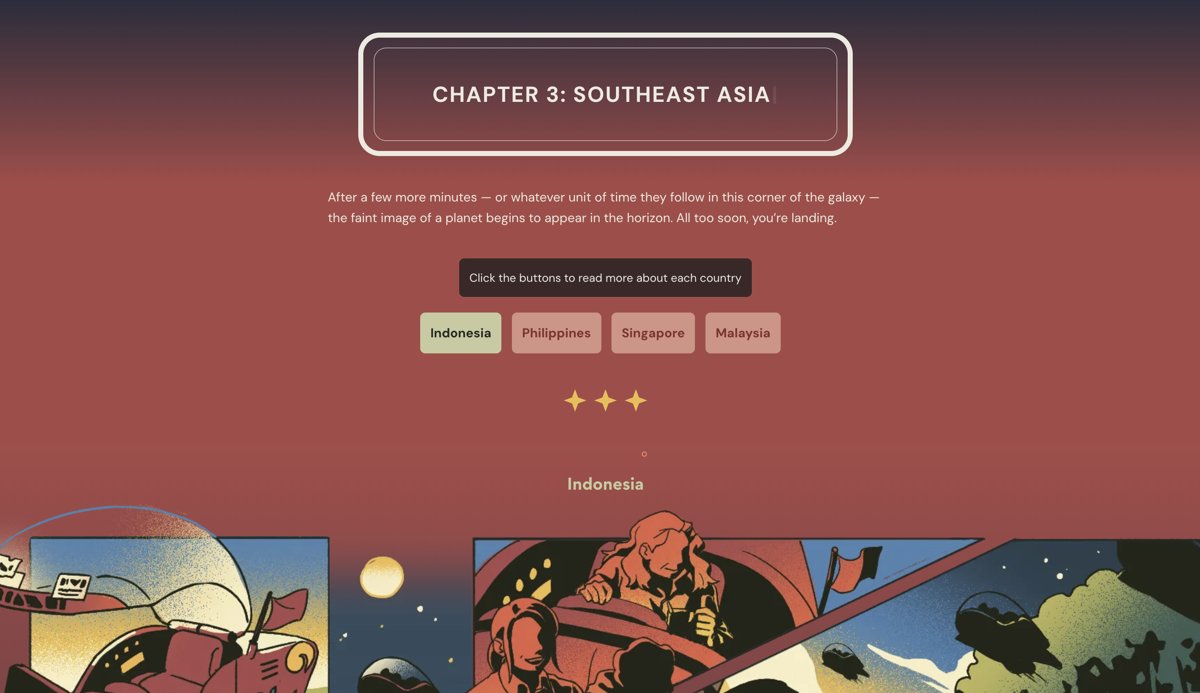 CHAPTER 3: SOUTHEAST ASIA
After a few more minutes — or whatever unit of time they follow in this corner of the galaxy —
the faint image of a planet begins to appear in the horizon. All too soon, you’re landing.
Click the buttons to read more about each country
Indonesia Philippines Singapore Malaysia
Indonesia